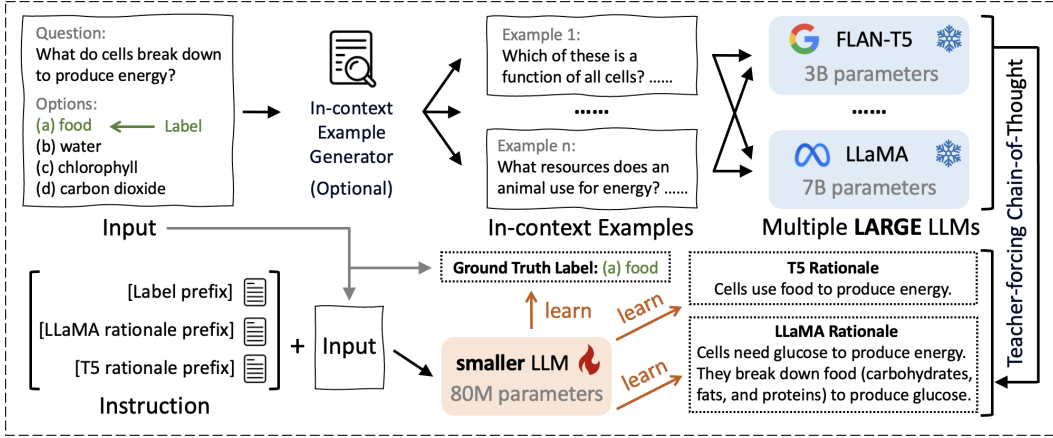 Question:
What do cells break down
to produce energy?
Options:
(a) food
Label
(b) water
(c) chlorophyll
(d) carbon dioxide
Input
In-context
Example
Generator
(Optional)
Example 1:
Which of these is a
function of all cells? ......
......
Example n:
What resources does an
animal use for energy? ......
In-context Examples
FLAN-T5
3B parameters
......
LLaMA
7B parameters
Multiple LARGE LLMs
Teacher-forcing Chain-of-Thought
[Label prefix]
[LLaMA rationale prefix]
[T5 rationale prefix]
Instruction
+
Input
Ground Truth Label: (a) food
learn
learn
learn
smaller LLM
80M parameters
T5 Rationale
Cells use food to produce energy.
LLaMA Rationale
Cells need glucose to produce energy.
They break down food (carbohydrates,
fats, and proteins) to produce glucose.